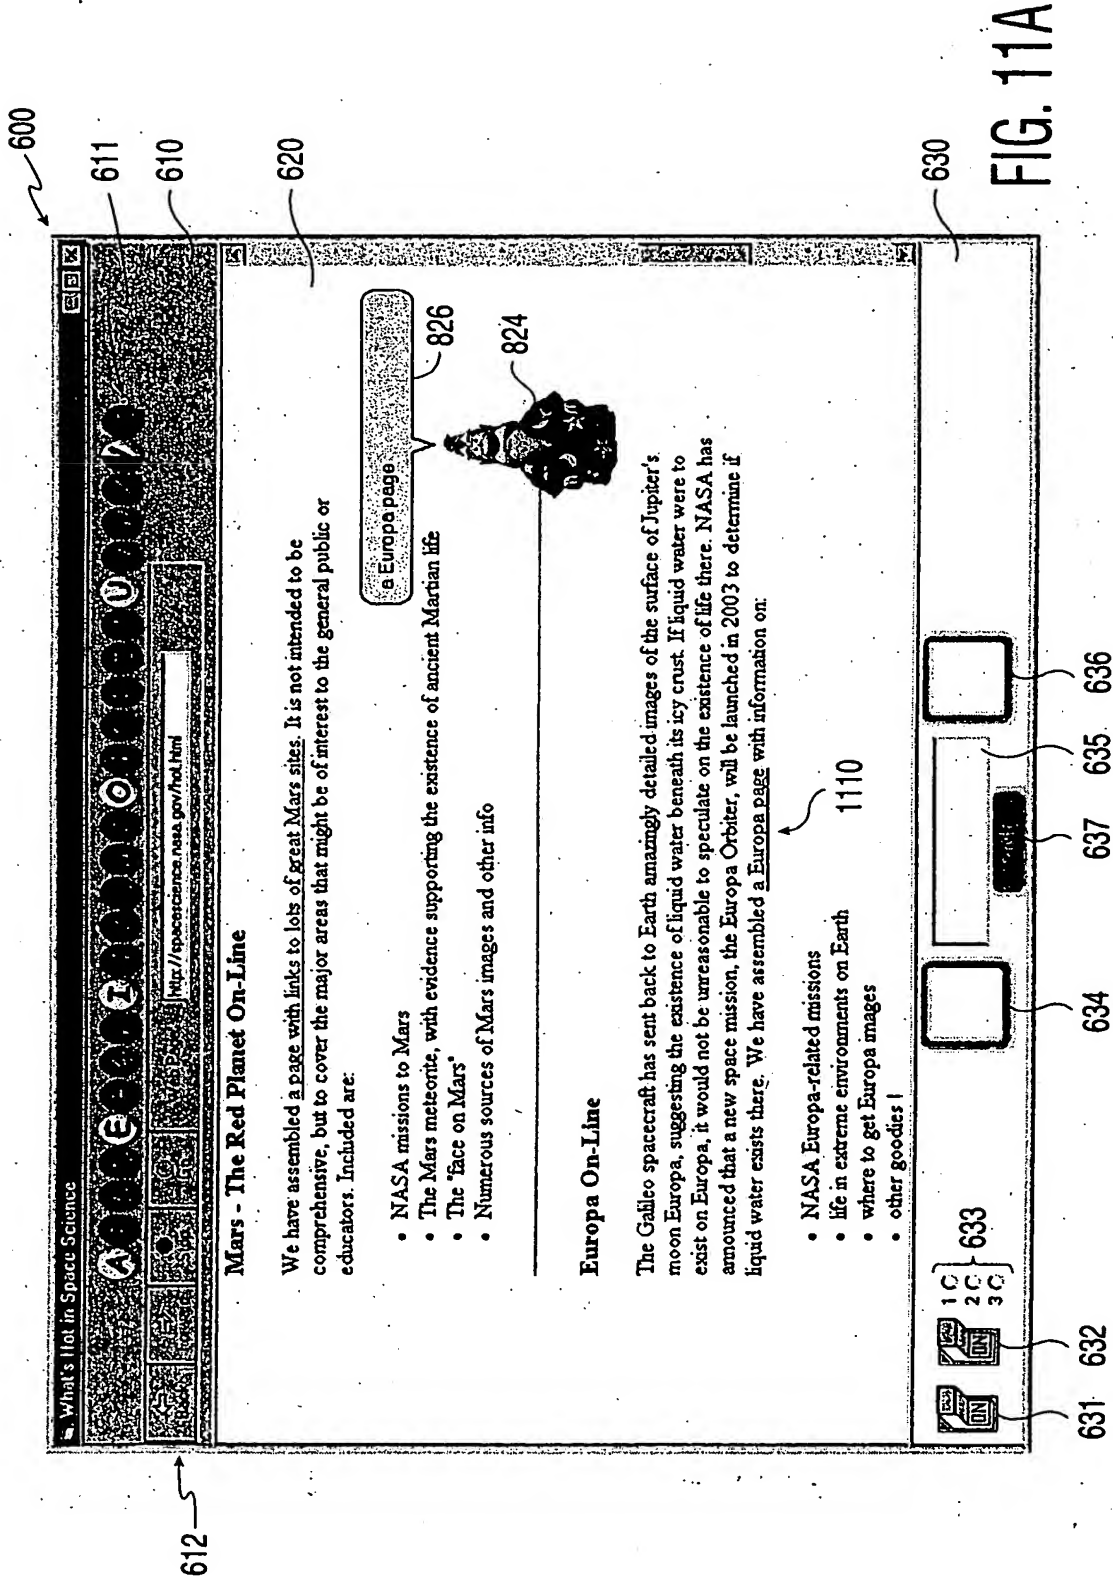 600
611
610
What's Hot in Space Science
A E I O U
612
Back
Stop
http://spacescience.nasa.gov/hot.html
620
Mars - The Red Planet On-Line
We have assembled a page with links to lots of great Mars sites. It is not intended to be
comprehensive, but to cover the major areas that might be of interest to the general public or
educators. Included are:
a Europa page
826
824
• NASA missions to Mars
• The Mars meteorite, with evidence supporting the existence of ancient Martian life
• The "face on Mars"
• Numerous sources of Mars images and other info
Europa On-Line
The Galileo spacecraft has sent back to Earth amazingly detailed images of the surface of Jupiter's
moon Europa, suggesting the existence of liquid water beneath its icy crust. If liquid water were to
exist on Europa, it would not be unreasonable to speculate on the existence of life there. NASA has
announced that a new space mission, the Europa Orbiter, will be launched in 2003 to determine if
liquid water exists there. We have assembled a Europa page with information on:
1110
• NASA Europa-related missions
• life in extreme environments on Earth
• where to get Europa images
• other goodies !
630
ON
ON
1
2
3
633
631
632
634
637
635
636
FIG. 11A